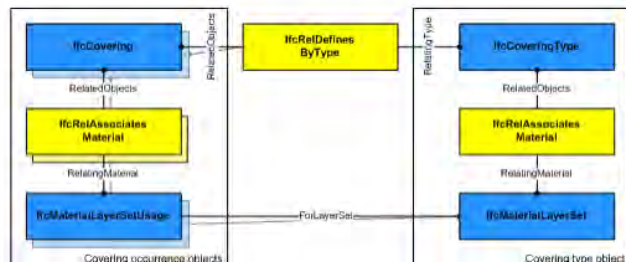 IfcCovering
RelatedObjects
RelatedObjects
IfcRelDefines
ByType
RelatingType
IfcCoveringType
RelatedObjects
IfcRelAssociates
Material
IfcRelAssociates
Material
RelatingMaterial
RelatingMaterial
IfcMaterialLayerSetUsage
ForLayerSet
IfcMaterialLayerSet
Covering occurrence objects
Covering type object